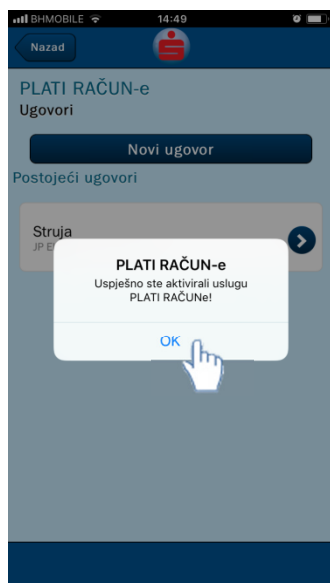 BHMOBILE 14:49
Nazad
PLATI RAČUN-e
Ugovori
Novi ugovor
Postojeći ugovori
Struja
JP
PLATI RAČUN-e
Uspješno ste aktivirali uslugu
PLATI RAČUNe!
OK